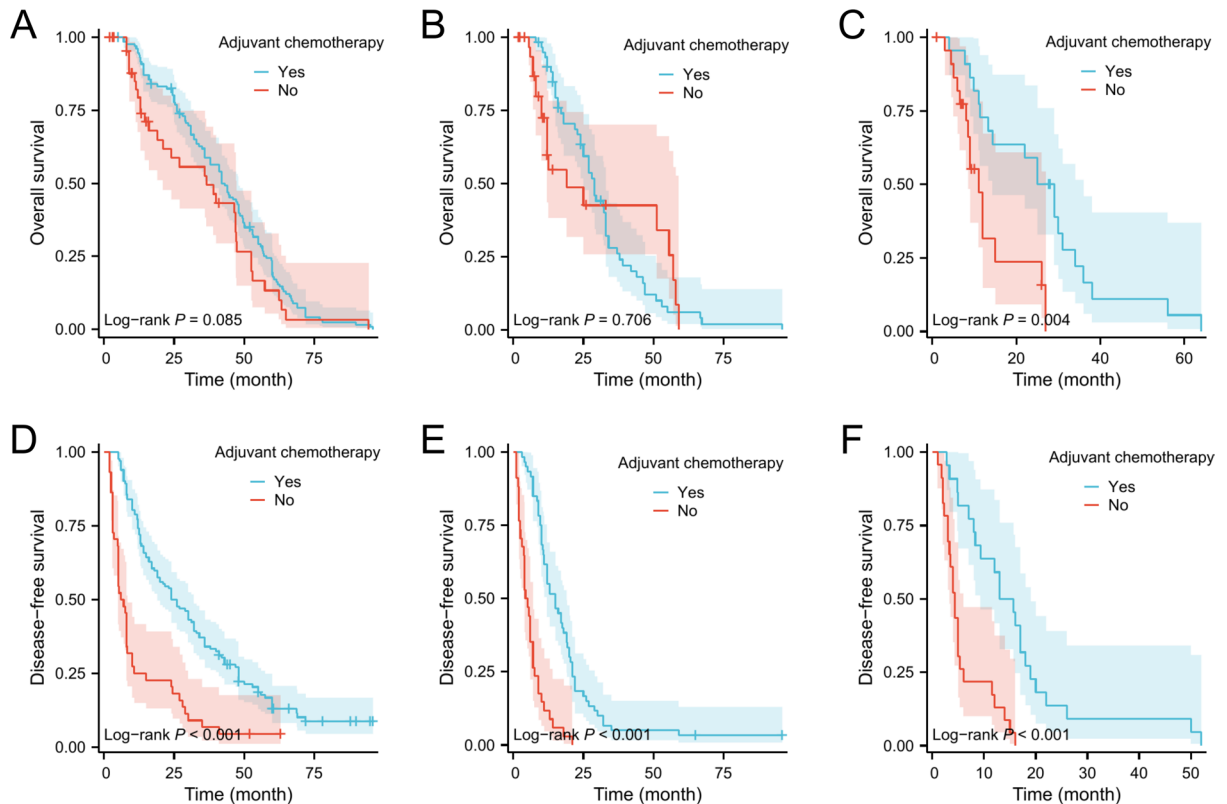 A
Adjuvant chemotherapy
Yes
No
Overall survival
1.00
0.75
0.50
0.25
0.00
Log-rank P = 0.085
0 25 50 75
Time (month)
B
Adjuvant chemotherapy
Yes
No
Overall survival
1.00
0.75
0.50
0.25
0.00
Log-rank P = 0.706
0 25 50 75
Time (month)
C
Adjuvant chemotherapy
Yes
No
Overall survival
1.00
0.75
0.50
0.25
0.00
Log-rank P = 0.004
0 20 40 60
Time (month)
D
Adjuvant chemotherapy
Yes
No
Disease-free survival
1.00
0.75
0.50
0.25
0.00
Log-rank P < 0.001
0 25 50 75
Time (month)
E
Adjuvant chemotherapy
Yes
No
Disease-free survival
1.00
0.75
0.50
0.25
0.00
Log-rank P < 0.001
0 25 50 75
Time (month)
F
Adjuvant chemotherapy
Yes
No
Disease-free survival
1.00
0.75
0.50
0.25
0.00
Log-rank P < 0.001
0 10 20 30 40 50
Time (month)